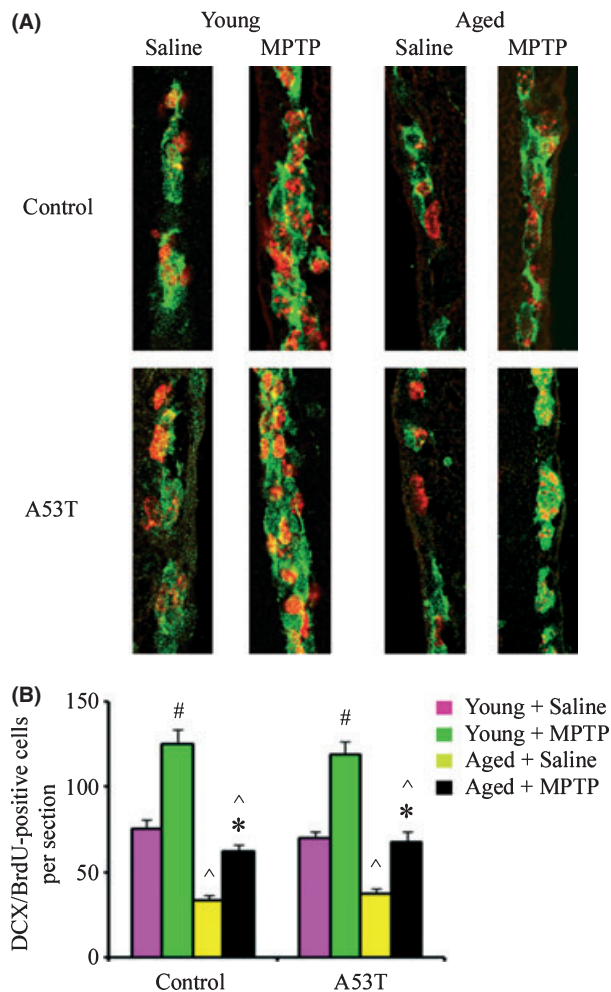 (A)
Young
Aged
Saline
MPTP
Saline
MPTP
Control
A53T
(B)
150
100
50
0
DCX/BrdU-positive cells
per section
#
^
^
*
#
^
^
*
Control
A53T
Young + Saline
Young + MPTP
Aged + Saline
Aged + MPTP